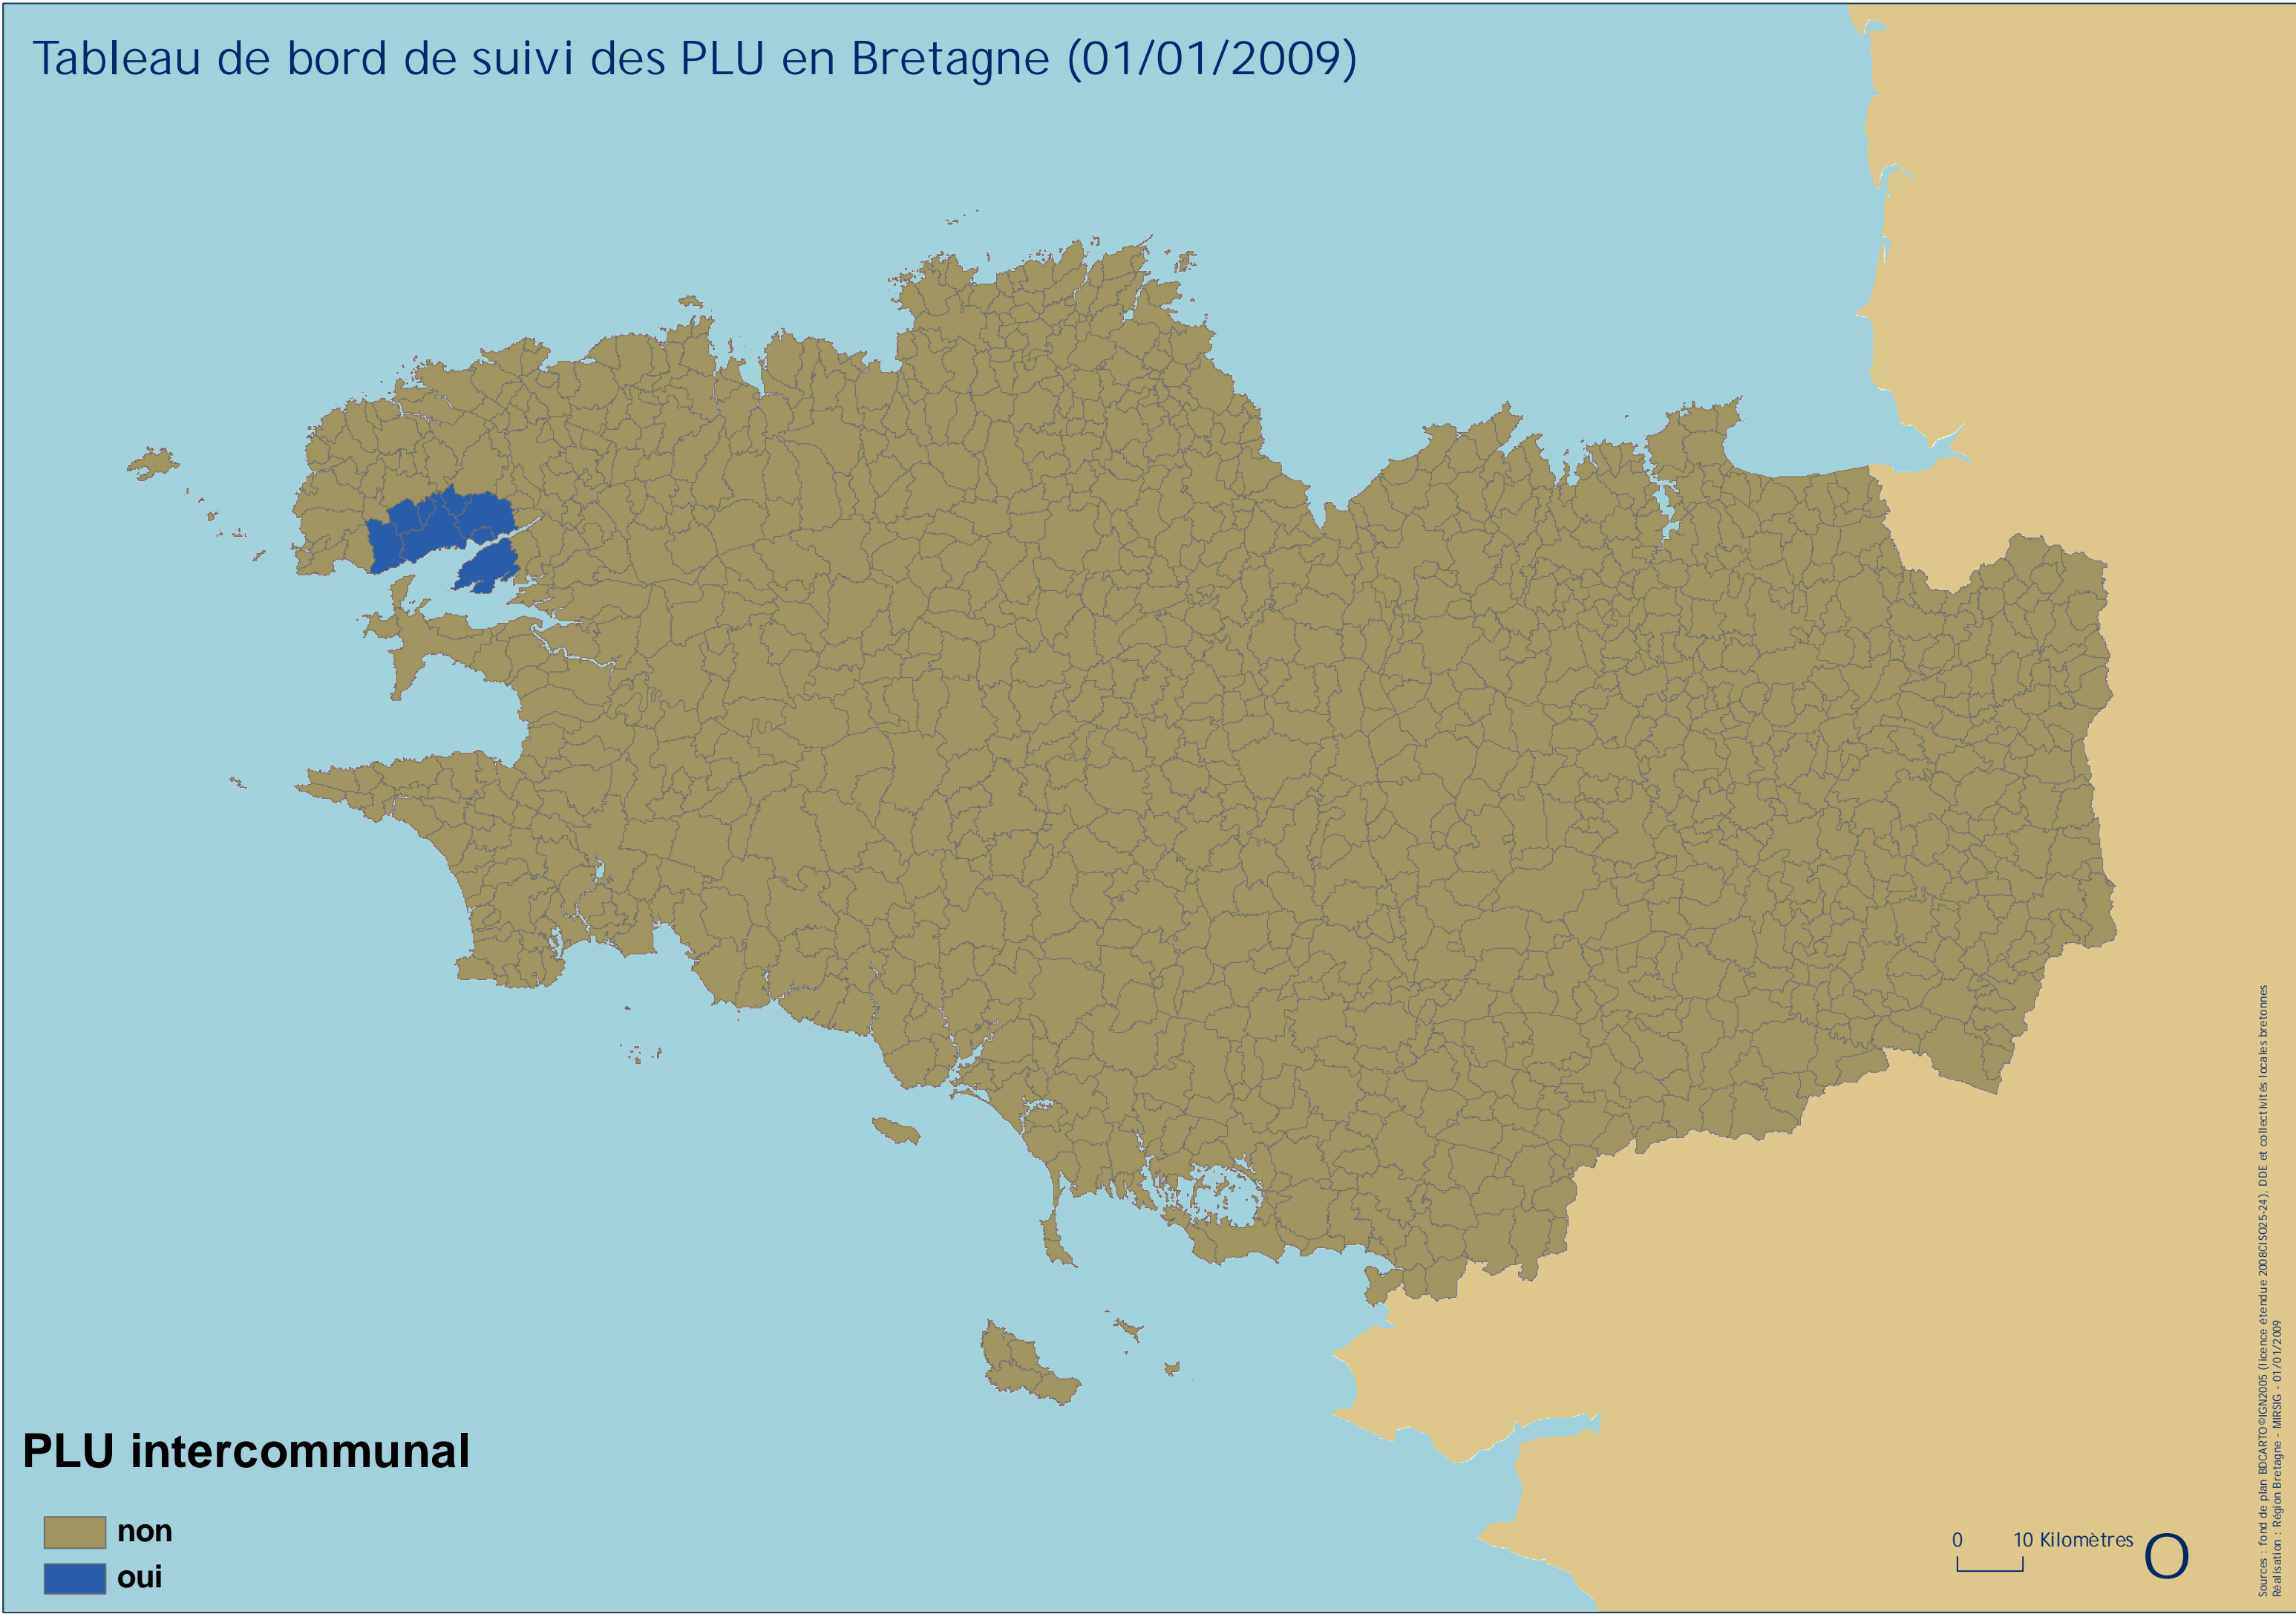 Tableau de bord de suivi des PLU en Bretagne (01/01/2009)
PLU intercommunal
non
oui
0 10 Kilomètres
O
Sources : fond de plan BDCARTO©IGN2005 (licence étendue 2008CISO25-24), DDE et collectivités locales bretonnes
Réalisation : Région Bretagne - MIRSIG - 01/01/2009